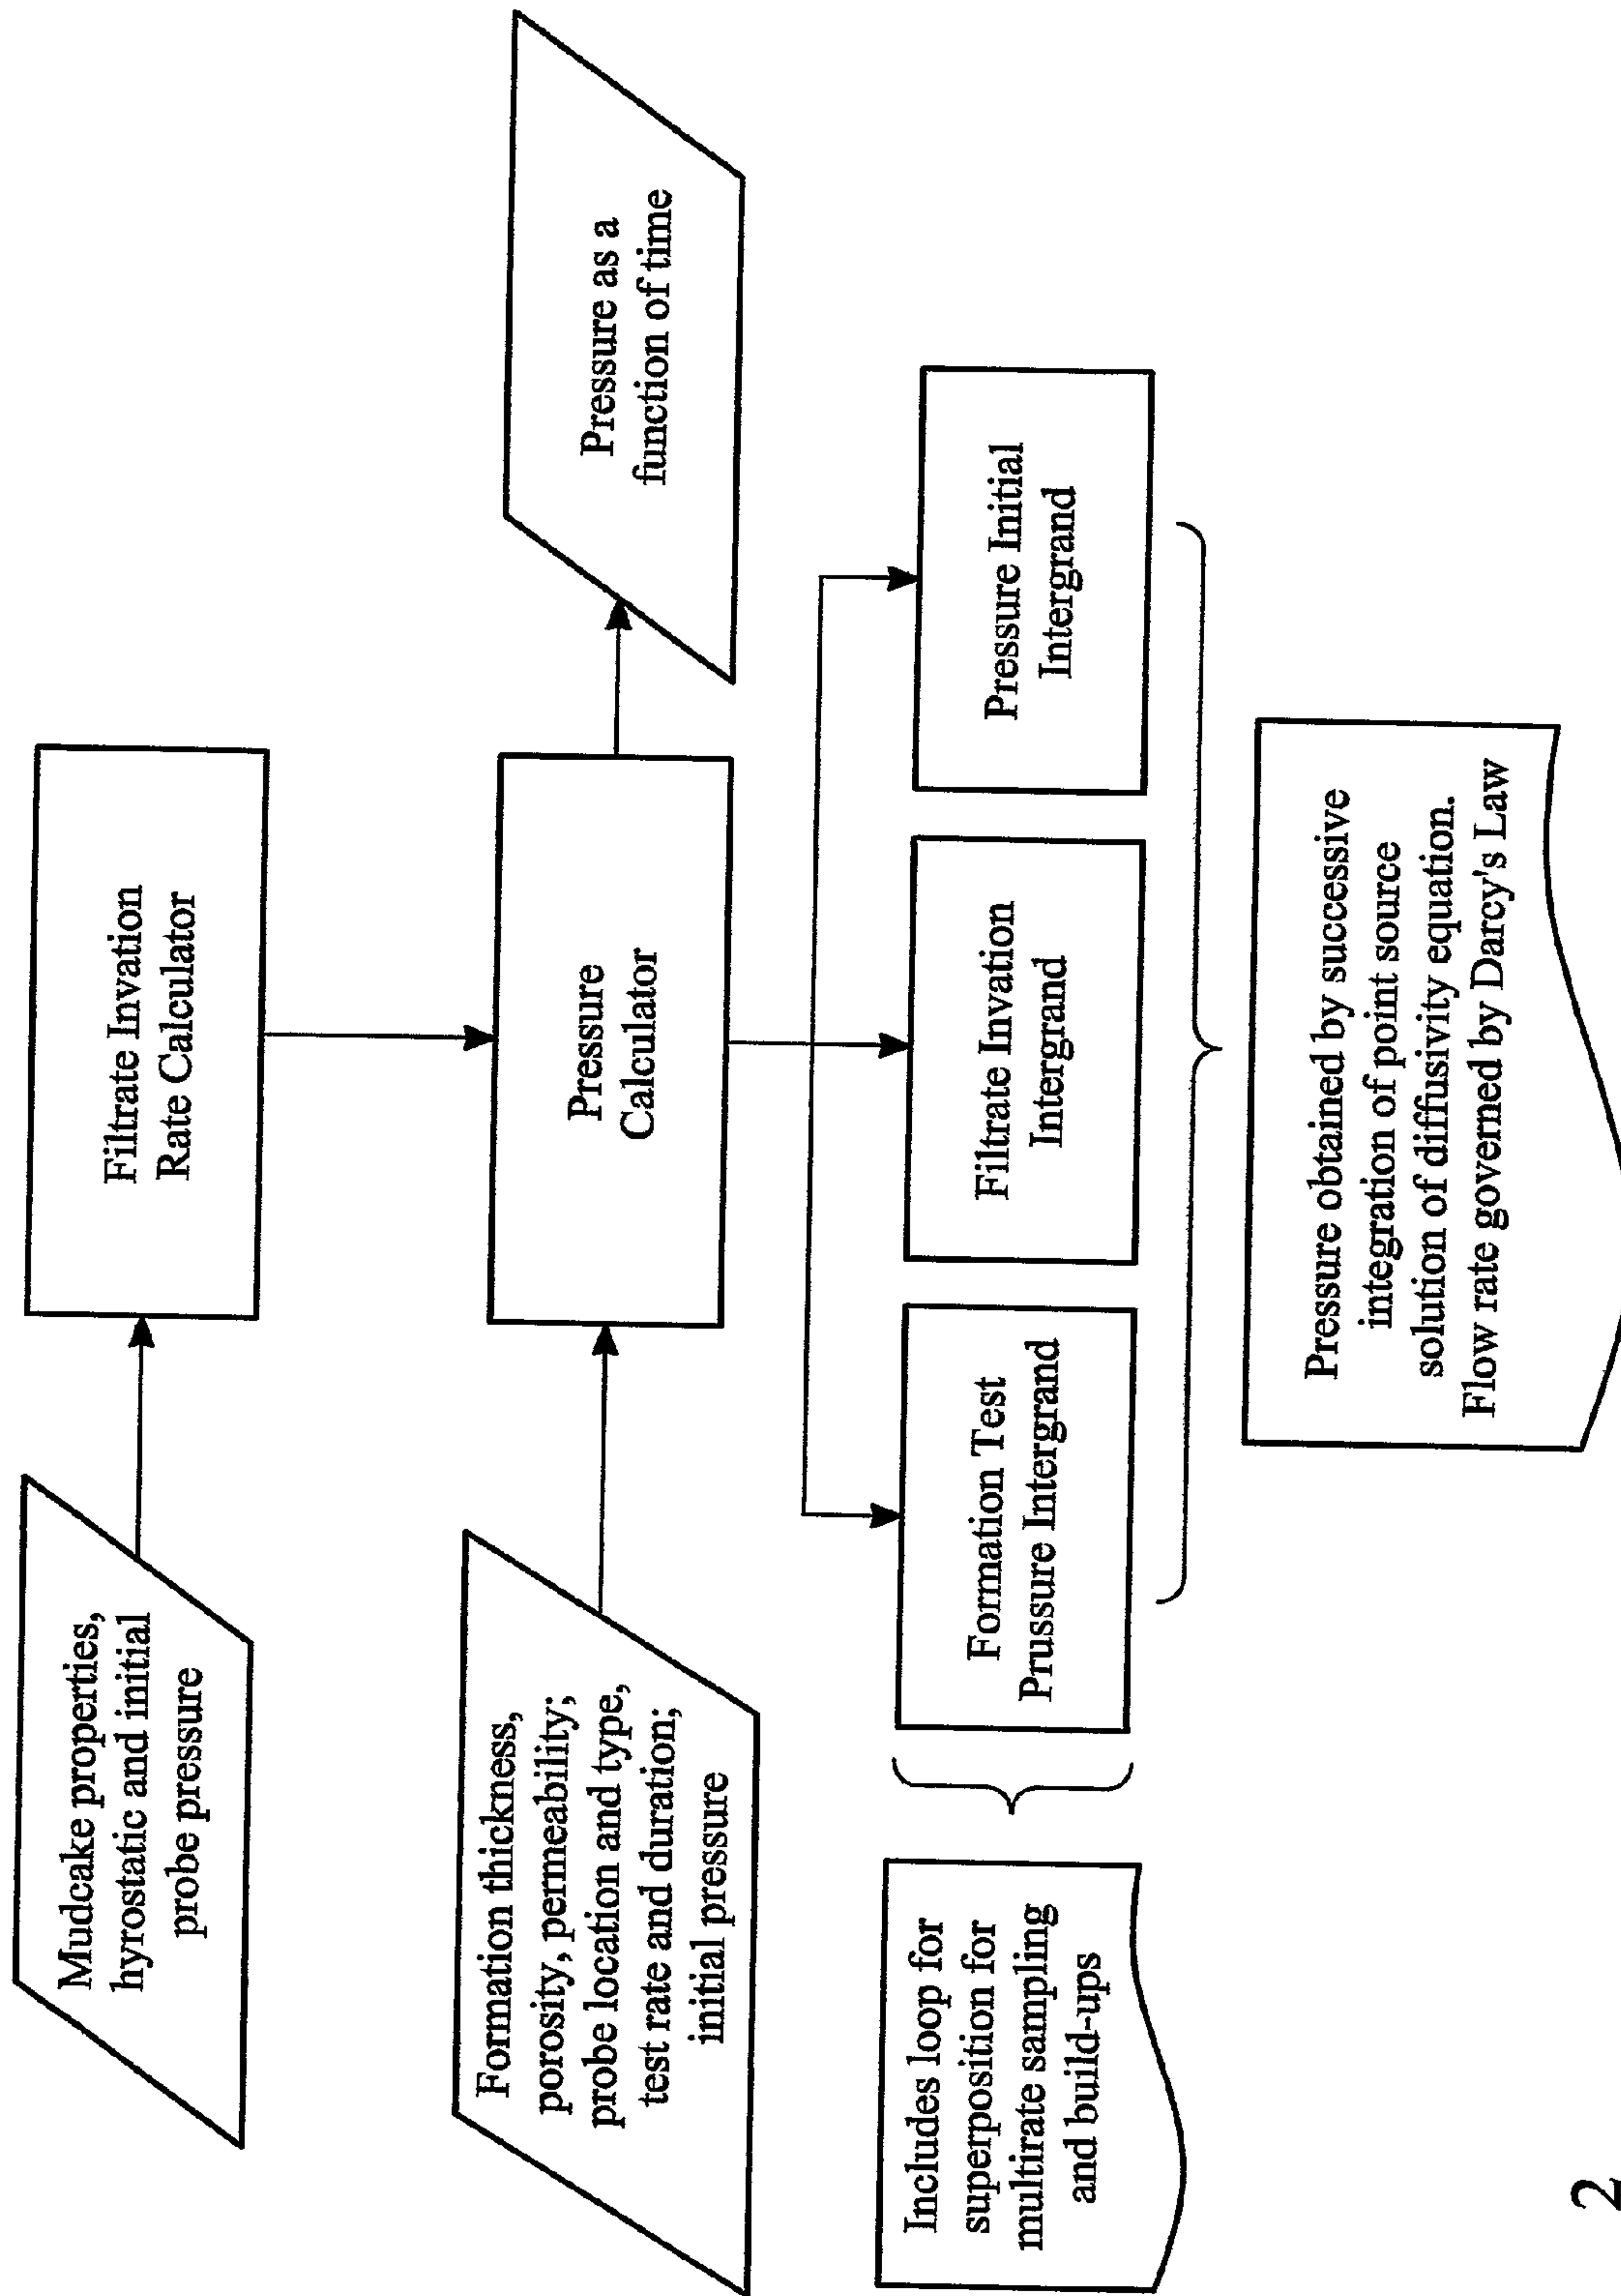 Mudcake properties,
hyrostatic and initial
probe pressure
Filtrate Invation
Rate Calculator
Formation thickness,
porosity, permeability;
probe location and type,
test rate and duration;
initial pressure
Pressure
Calculator
Pressure as a
function of time
Includes loop for
superposition for
multirate sampling
and build-ups
Formation Test
Prussure Intergrand
Filtrate Invation
Intergrand
Pressure Initial
Intergrand
Pressure obtained by successive
integration of point source
solution of diffusivity equation.
Flow rate governed by Darcy's Law
2